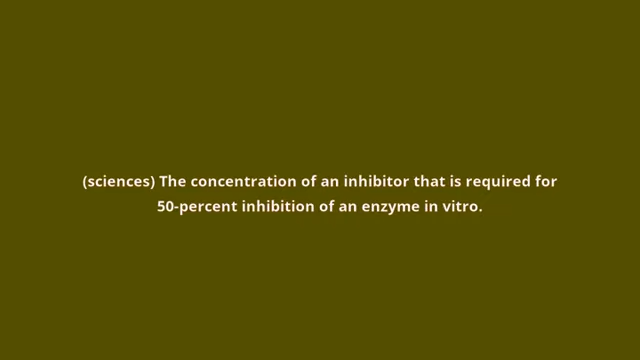 (sciences) The concentration of an inhibitor that is required for
50-percent inhibition of an enzyme in vitro.